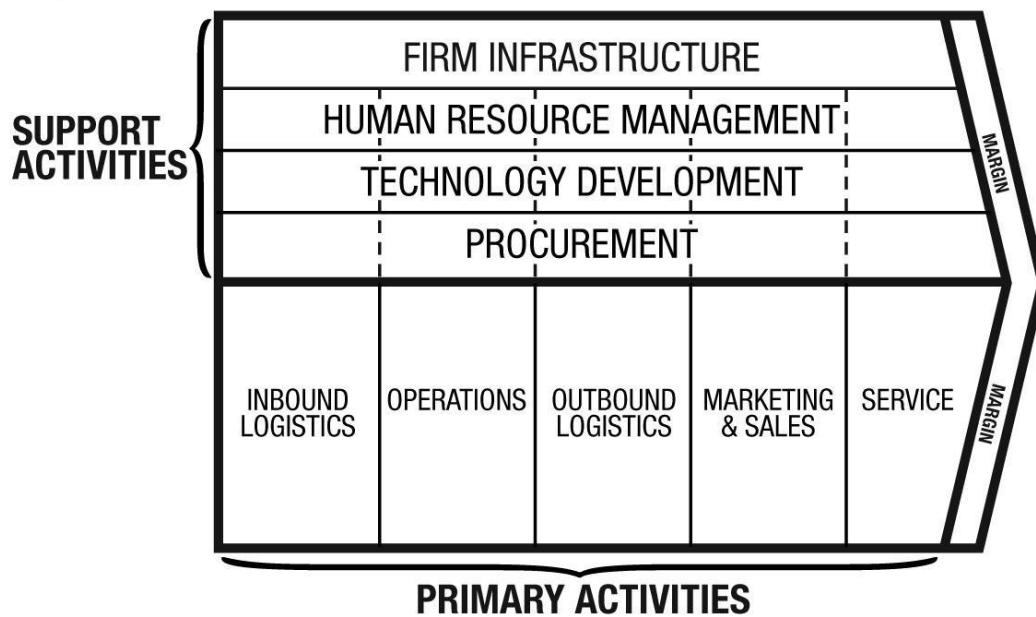 FIRM INFRASTRUCTURE
SUPPORT
ACTIVITIES
HUMAN RESOURCE MANAGEMENT
TECHNOLOGY DEVELOPMENT
PROCUREMENT
MARGIN
INBOUND
LOGISTICS
OPERATIONS
OUTBOUND
LOGISTICS
MARKETING
& SALES
SERVICE
MARGIN
PRIMARY ACTIVITIES